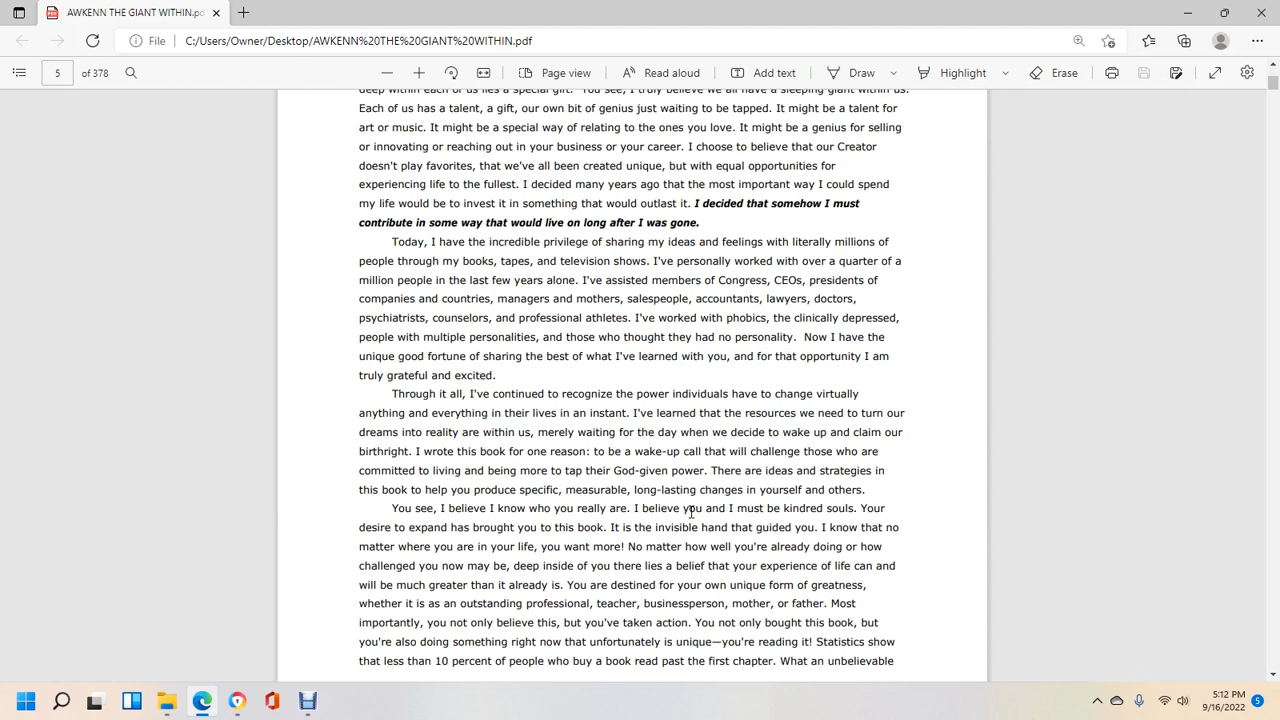 AWKENN THE GIANT WITHIN.pd
File
C:/Users/Owner/Desktop/AWKENN%20THE%20GIANT%20WITHIN.pdf
5 of 378
Page view
Read aloud
Add text
Draw
Highlight
Erase
deep within each of us lies a special gift. You see, I truly believe we all have a sleeping giant within us.
Each of us has a talent, a gift, our own bit of genius just waiting to be tapped. It might be a talent for
art or music. It might be a special way of relating to the ones you love. It might be a genius for selling
or innovating or reaching out in your business or your career. I choose to believe that our Creator
doesn't play favorites, that we've all been created unique, but with equal opportunities for
experiencing life to the fullest. I decided many years ago that the most important way I could spend
my life would be to invest it in something that would outlast it. I decided that somehow I must
contribute in some way that would live on long after I was gone.
Today, I have the incredible privilege of sharing my ideas and feelings with literally millions of
people through my books, tapes, and television shows. I've personally worked with over a quarter of a
million people in the last few years alone. I've assisted members of Congress, CEOs, presidents of
companies and countries, managers and mothers, salespeople, accountants, lawyers, doctors,
psychiatrists, counselors, and professional athletes. I've worked with phobics, the clinically depressed,
people with multiple personalities, and those who thought they had no personality.  Now I have the
unique good fortune of sharing the best of what I've learned with you, and for that opportunity I am
truly grateful and excited.
Through it all, I've continued to recognize the power individuals have to change virtually
anything and everything in their lives in an instant. I've learned that the resources we need to turn our
dreams into reality are within us, merely waiting for the day when we decide to wake up and claim our
birthright. I wrote this book for one reason: to be a wake-up call that will challenge those who are
committed to living and being more to tap their God-given power. There are ideas and strategies in
this book to help you produce specific, measurable, long-lasting changes in yourself and others.
You see, I believe I know who you really are. I believe you and I must be kindred souls. Your
desire to expand has brought you to this book. It is the invisible hand that guided you. I know that no
matter where you are in your life, you want more! No matter how well you're already doing or how
challenged you now may be, deep inside of you there lies a belief that your experience of life can and
will be much greater than it already is. You are destined for your own unique form of greatness,
whether it is as an outstanding professional, teacher, businessperson, mother, or father. Most
importantly, you not only believe this, but you've taken action. You not only bought this book, but
you're also doing something right now that unfortunately is unique—you're reading it! Statistics show
that less than 10 percent of people who buy a book read past the first chapter. What an unbelievable
5:12 PM
9/16/2022
5